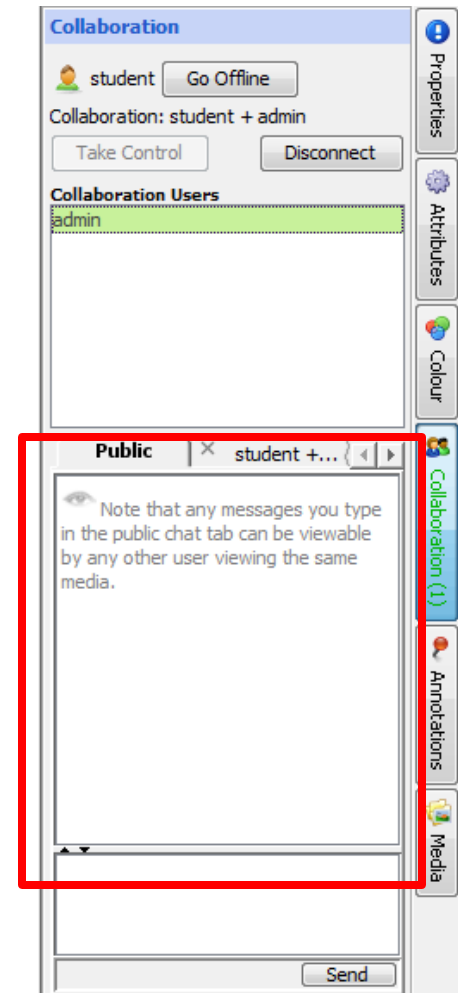 Collaboration
student Go Offline
Collaboration: student + admin
Take Control Disconnect
Collaboration Users
admin
Public student +...
Note that any messages you type
in the public chat tab can be viewable
by any other user viewing the same
media.
Send
Properties
Attributes
Colour
Collaboration (1)
Annotations
Media